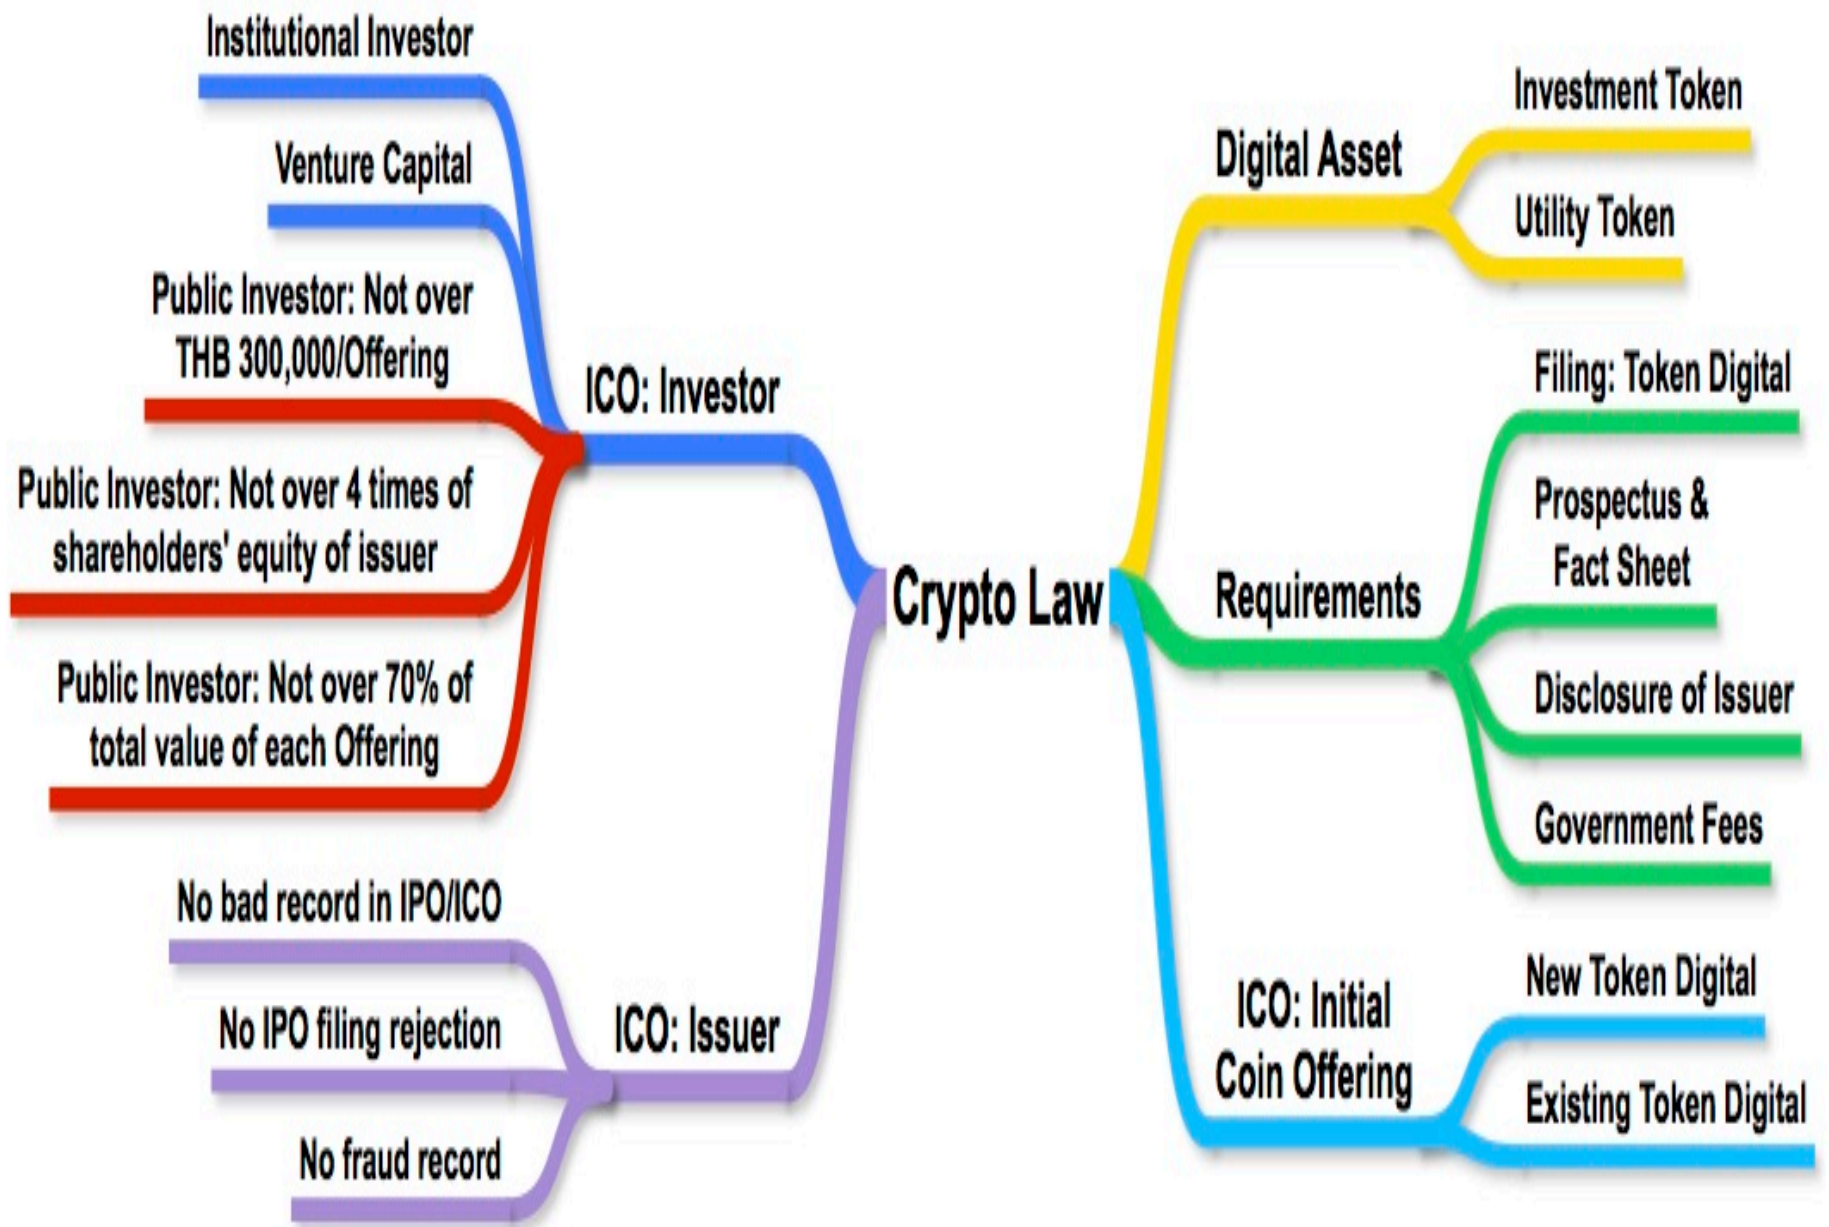 Institutional Investor
Venture Capital
Public Investor: Not over
THB 300,000/Offering
Public Investor: Not over 4 times of
shareholders' equity of issuer
Public Investor: Not over 70% of
total value of each Offering
ICO: Investor
No bad record in IPO/ICO
No IPO filing rejection
No fraud record
ICO: Issuer
Crypto Law
Digital Asset
Investment Token
Utility Token
Requirements
Filing: Token Digital
Prospectus &
Fact Sheet
Disclosure of Issuer
Government Fees
ICO: Initial
Coin Offering
New Token Digital
Existing Token Digital